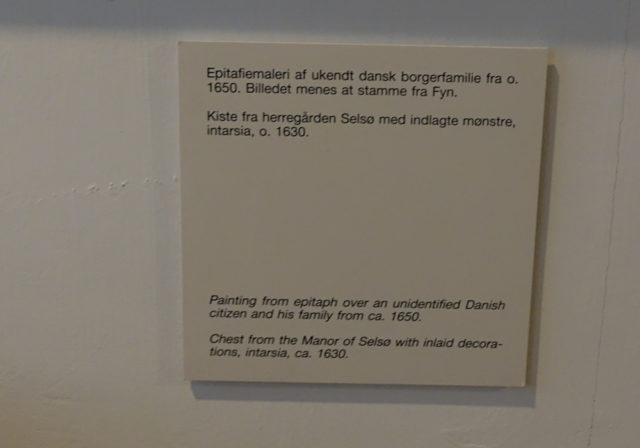 Epitafiemaleri af ukendt dansk borgerfamilie fra o.
1650. Billedet menes at stamme fra Fyn.
Kiste fra herregården Selsø med indlagte mønstre,
intarsia, o. 1630.
Painting from epitaph over an unidentified Danish
citizen and his family from ca. 1650.
Chest from the Manor of Selsø with inlaid decora-
tions, intarsia, ca. 1630.